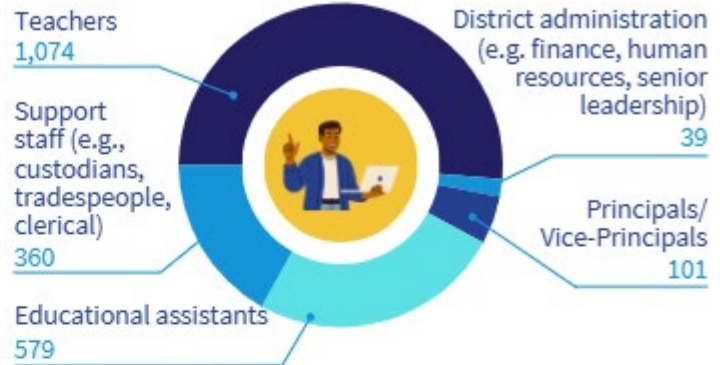 Teachers
1,074
Support
staff (e.g.,
custodians,
tradespeople,
clerical)
360
Educational assistants
579
District administration
(e.g. finance, human
resources, senior
leadership)
39
Principals/
Vice-Principals
101